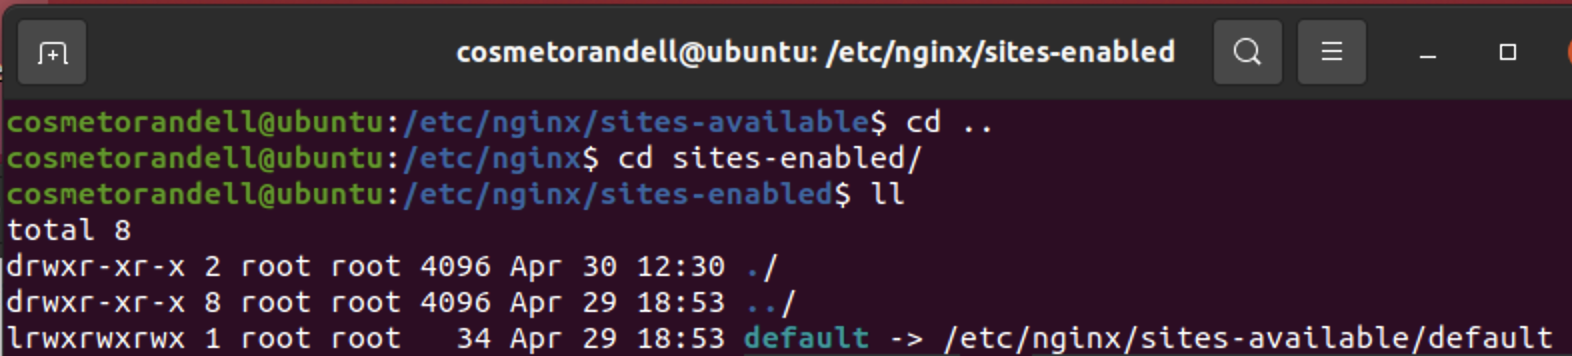 cosmetorandell@ubuntu: /etc/nginx/sites-enabled
cosmetorandell@ubuntu:/etc/nginx/sites-available$ cd ..
cosmetorandell@ubuntu:/etc/nginx$ cd sites-enabled/
cosmetorandell@ubuntu:/etc/nginx/sites-enabled$ ll
total 8
drwxr-xr-x 2 root root 4096 Apr 30 12:30 ./
drwxr-xr-x 8 root root 4096 Apr 29 18:53 ../
lrwxrwxrwx 1 root root   34 Apr 29 18:53 default -> /etc/nginx/sites-available/default